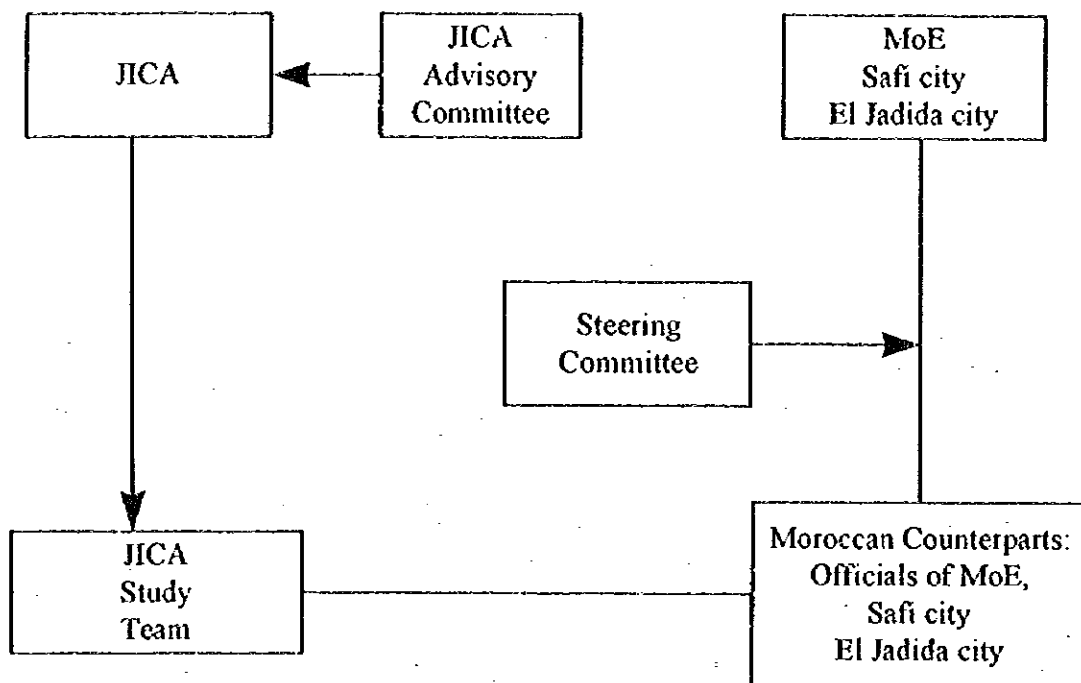 JICA
JICA
Advisory
Committee
MoE
Safi city
El Jadida city
Steering
Committee
JICA
Study
Team
Moroccan Counterparts:
Officials of MoE,
Safi city
El Jadida city